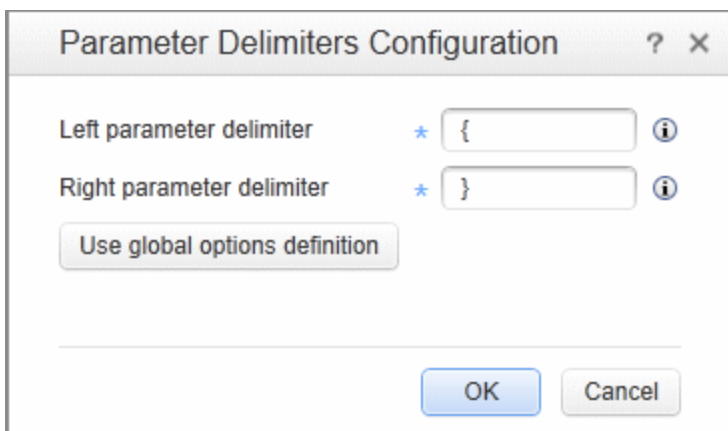 Parameter Delimiters Configuration ? ×
Left parameter delimiter * {
Right parameter delimiter * }
Use global options definition
OK Cancel